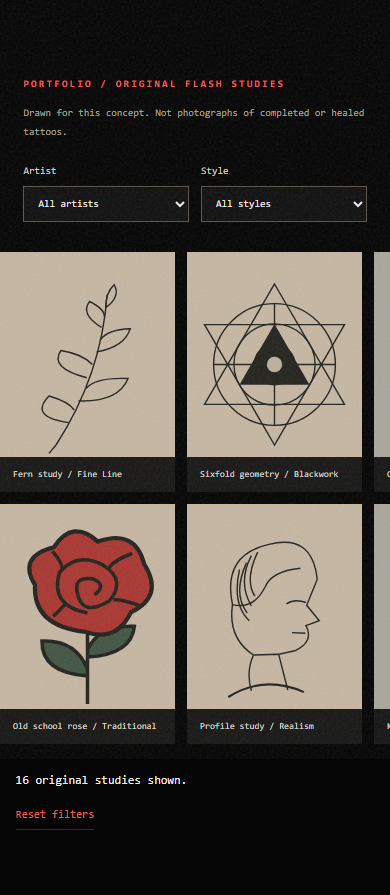 PORTFOLIO / ORIGINAL FLASH STUDIES
Drawn for this concept. Not photographs of completed or healed
tattoos.
Artist
Style
All artists
All styles
Fern study / Fine Line
Sixfold geometry / Blackwork
Old school rose / Traditional
Profile study / Realism
16 original studies shown.
Reset filters